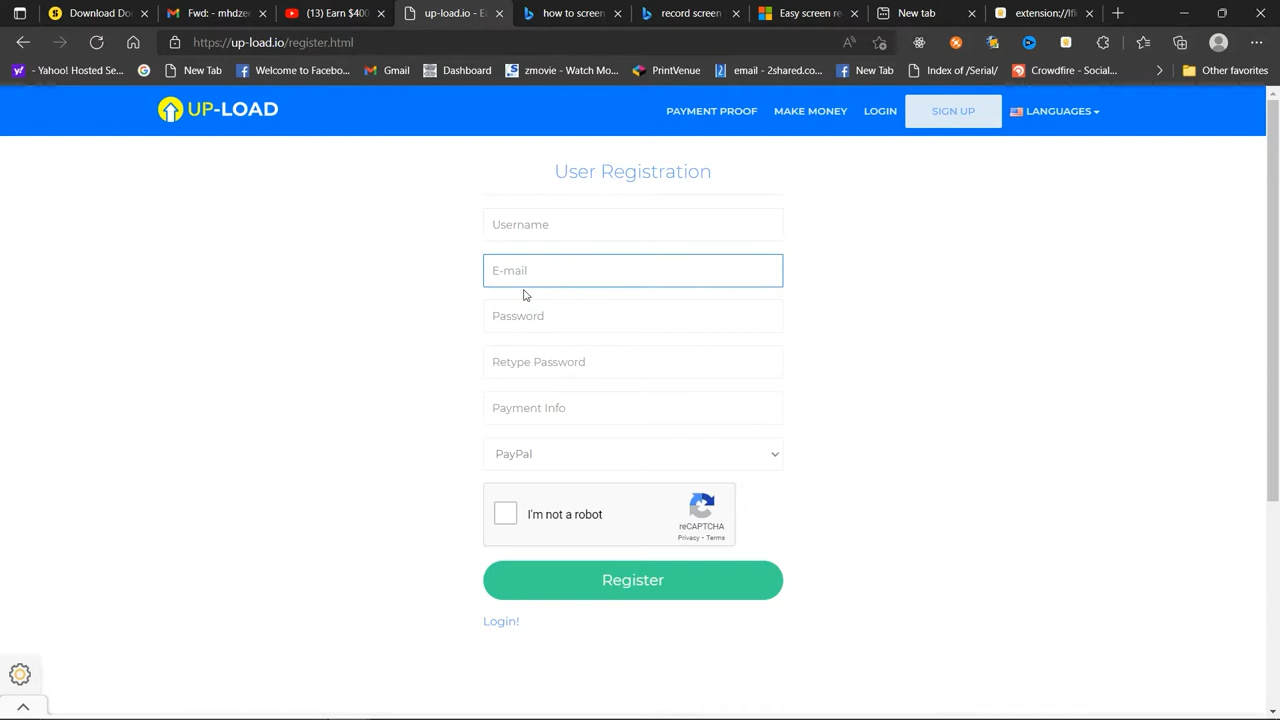 Download Do
Fwd: - mhdze
(13) Earn $400
up-load.io - Ea
how to screen
record screen
Easy screen re
New tab
extension://lfk
https://up-load.io/register.html
- Yahoo! Hosted Se...
New Tab
Welcome to Facebo...
Gmail
Dashboard
zmovie - Watch Mo...
PrintVenue
email - 2shared.co...
New Tab
Index of /Serial/
Crowdfire - Social...
Other favorites
UP-LOAD
PAYMENT PROOF
MAKE MONEY
LOGIN
SIGN UP
LANGUAGES
User Registration
Username
E-mail
Password
Retype Password
Payment Info
PayPal
I'm not a robot
reCAPTCHA
Privacy - Terms
Register
Login!